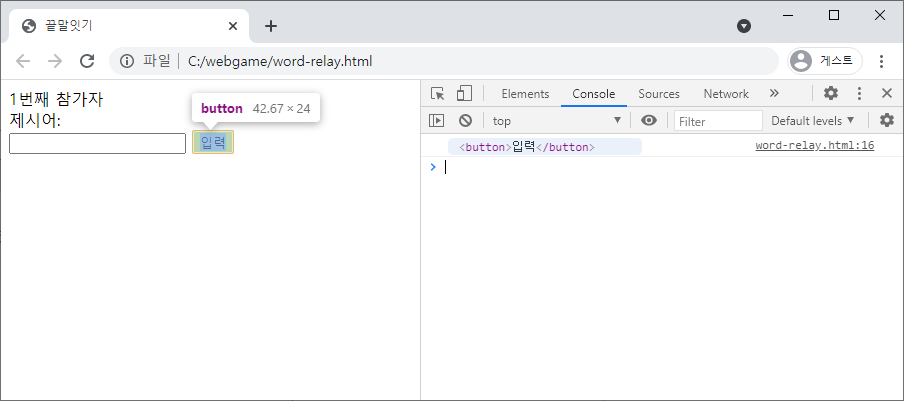 끝말잇기
파일 C:/webgame/word-relay.html 게스트
1번째 참가자
제시어:
입력
button 42.67 × 24
Elements Console Sources Network »
top Filter Default levels
<button>입력</button> word-relay.html:16